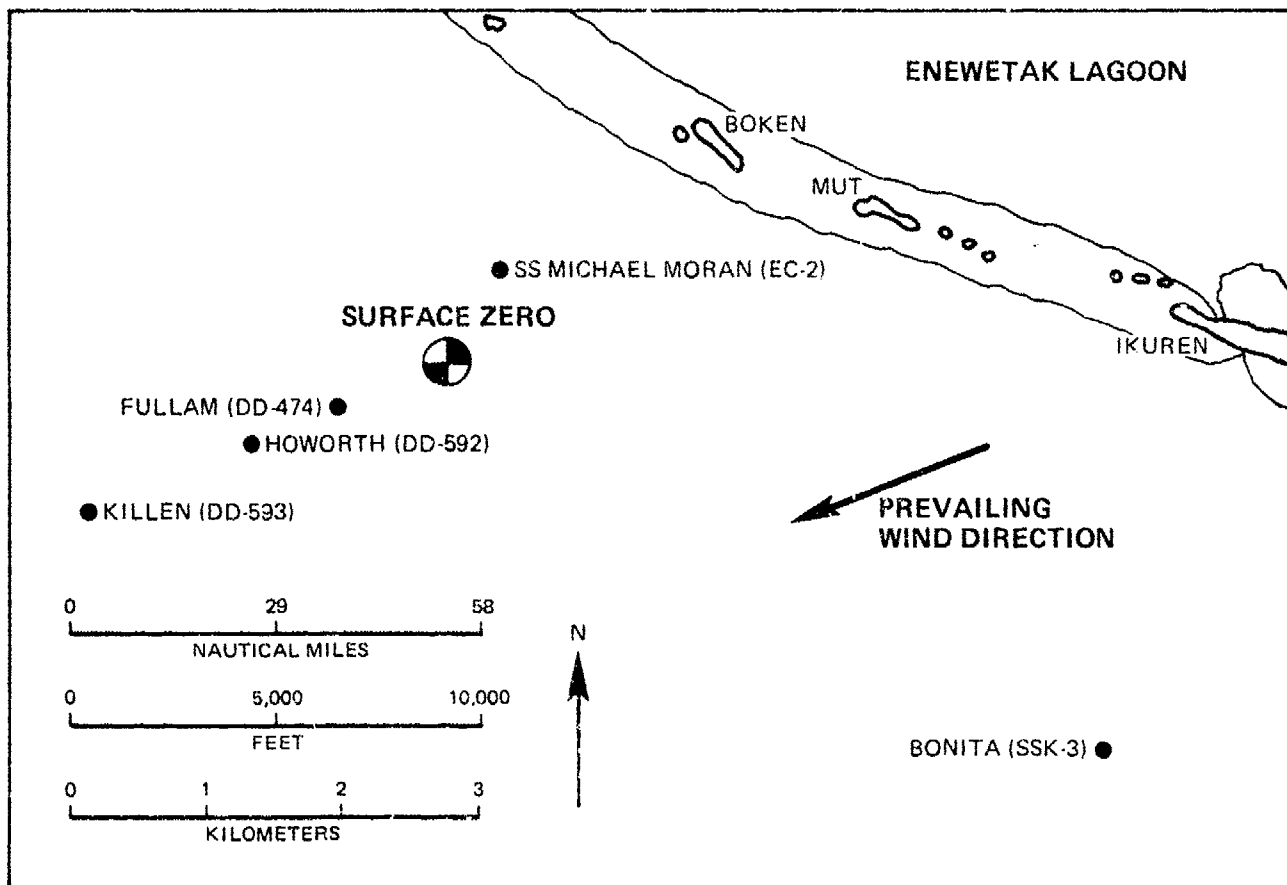 ENEWETAK LAGOON
BOKEN
MUT
SS MICHAEL MORAN (EC-2)
SURFACE ZERO
IKUREN
FULLAM (DD-474)
HOWORTH (DD-592)
KILLEN (DD-593)
PREVAILING
WIND DIRECTION
0 29 58
NAUTICAL MILES
N
0 5,000 10,000
FEET
BONITA (SSK-3)
0 1 2 3
KILOMETERS